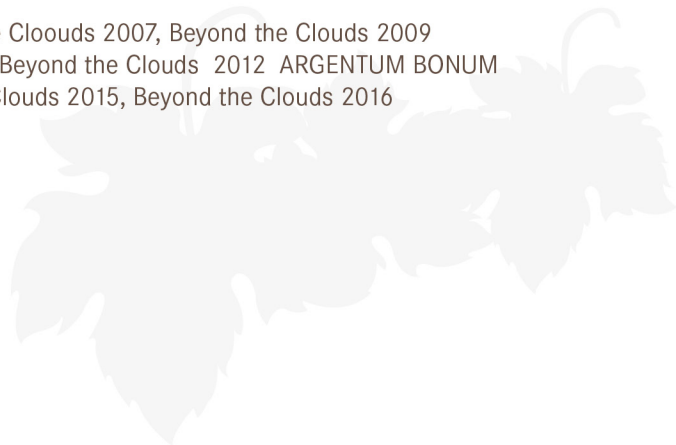 Cloouds 2007, Beyond the Clouds 2009
Beyond the Clouds 2012 ARGENTUM BONUM
louds 2015, Beyond the Clouds 2016